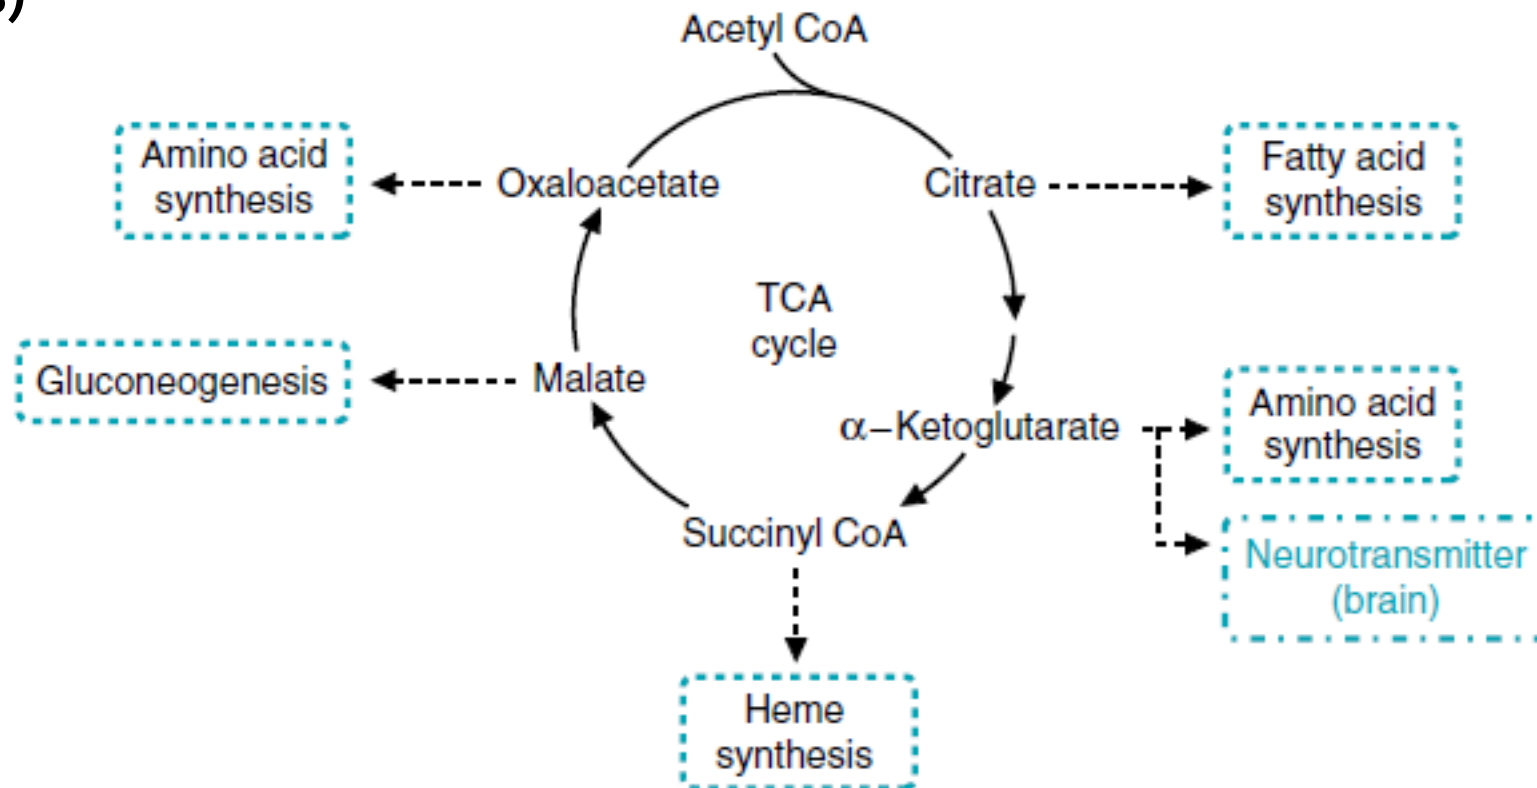 )
Acetyl CoA
Amino acid
synthesis
Oxaloacetate
Citrate
Fatty acid
synthesis
TCA
cycle
Gluconeogenesis
Malate
α–Ketoglutarate
Amino acid
synthesis
Succinyl CoA
Neurotransmitter
(brain)
Heme
synthesis